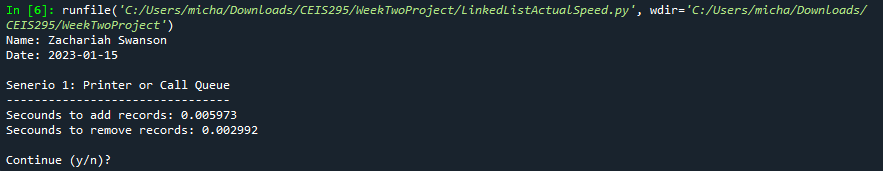 In [6]: runfile('C:/Users/micha/Downloads/CEIS295/WeekTwoProject/LinkedListActualSpeed.py', wdir='C:/Users/micha/Downloads/
CEIS295/WeekTwoProject')
Name: Zachariah Swanson
Date: 2023-01-15

Senerio 1: Printer or Call Queue
--------------------------------
Secounds to add records: 0.005973
Secounds to remove records: 0.002992

Continue (y/n)?